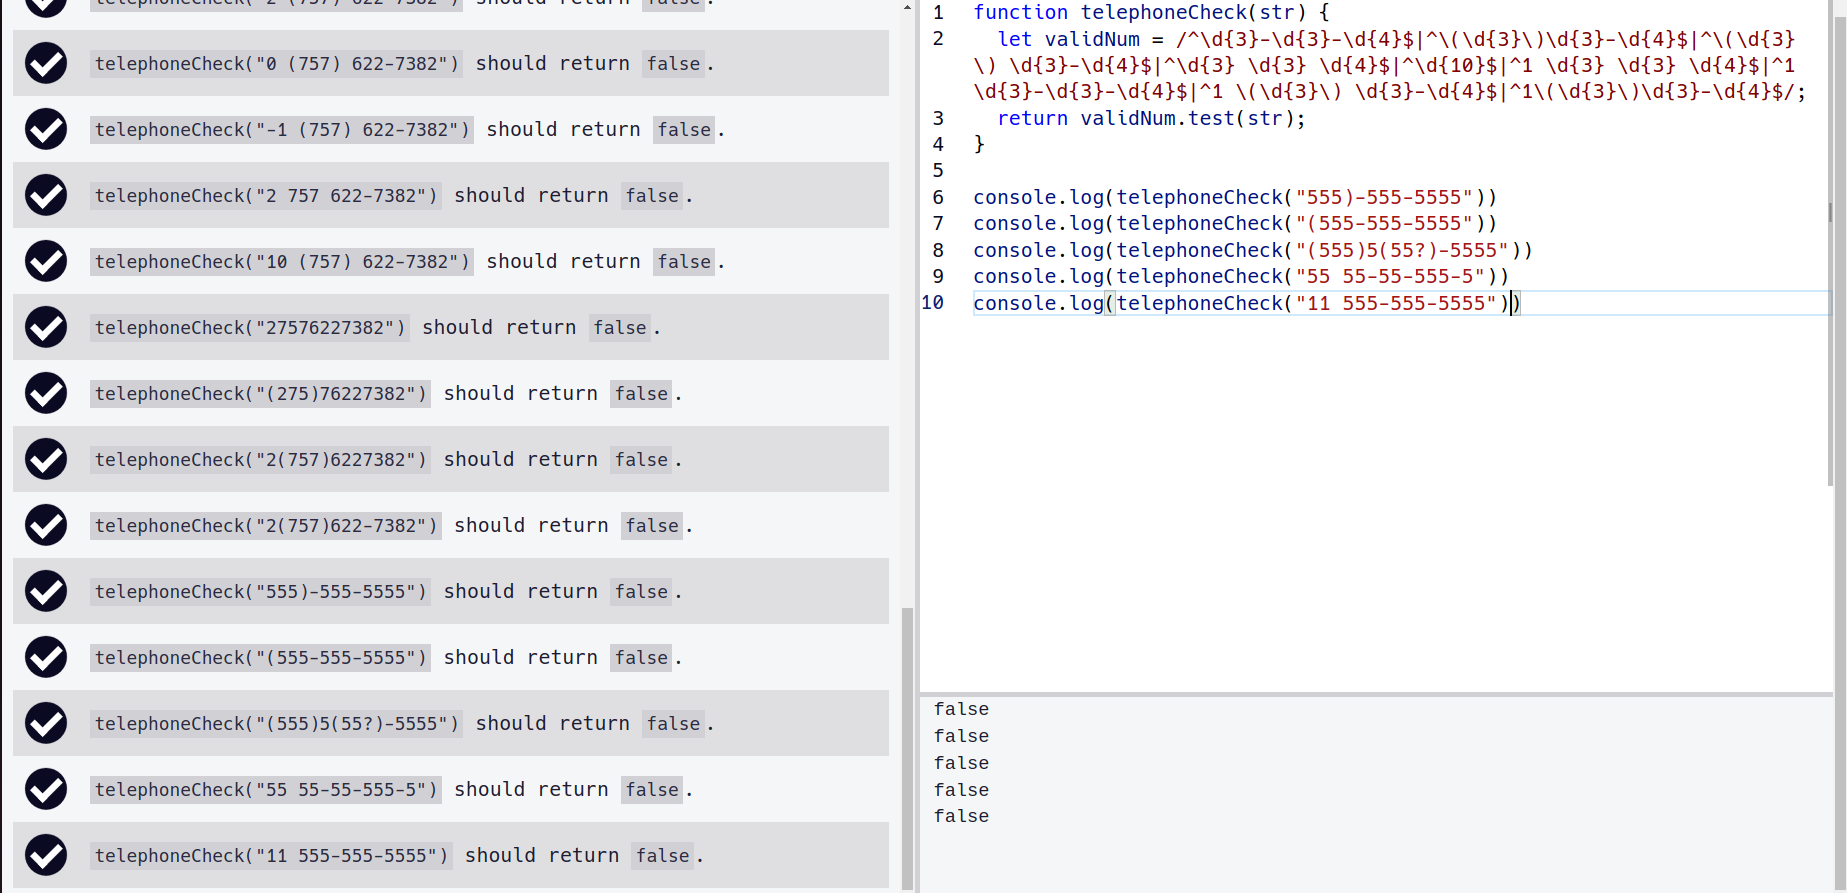 telephoneCheck("2 (757) 622-7382") should return false.
telephoneCheck("0 (757) 622-7382") should return false.
telephoneCheck("-1 (757) 622-7382") should return false.
telephoneCheck("2 757 622-7382") should return false.
telephoneCheck("10 (757) 622-7382") should return false.
telephoneCheck("27576227382") should return false.
telephoneCheck("(275)76227382") should return false.
telephoneCheck("2(757)6227382") should return false.
telephoneCheck("2(757)622-7382") should return false.
telephoneCheck("555)-555-5555") should return false.
telephoneCheck("(555-555-5555") should return false.
telephoneCheck("(555)5(55?)-5555") should return false.
telephoneCheck("55 55-55-555-5") should return false.
telephoneCheck("11 555-555-5555") should return false.
1 function telephoneCheck(str) {
2 let validNum = /^\d{3}-\d{3}-\d{4}$|^\(\d{3}\)\d{3}-\d{4}$|^\(\d{3}
\) \d{3}-\d{4}$|^\d{3} \d{3} \d{4}$|^\d{10}$|^1 \d{3} \d{3} \d{4}$|^1
\d{3}-\d{3}-\d{4}$|^1 \(\d{3}\) \d{3}-\d{4}$|^1\(\d{3}\)\d{3}-\d{4}$/;
3 return validNum.test(str);
4 }
5
6 console.log(telephoneCheck("555)-555-5555"))
7 console.log(telephoneCheck("(555-555-5555"))
8 console.log(telephoneCheck("(555)5(55?)-5555"))
9 console.log(telephoneCheck("55 55-55-555-5"))
10 console.log(telephoneCheck("11 555-555-5555"))
false
false
false
false
false